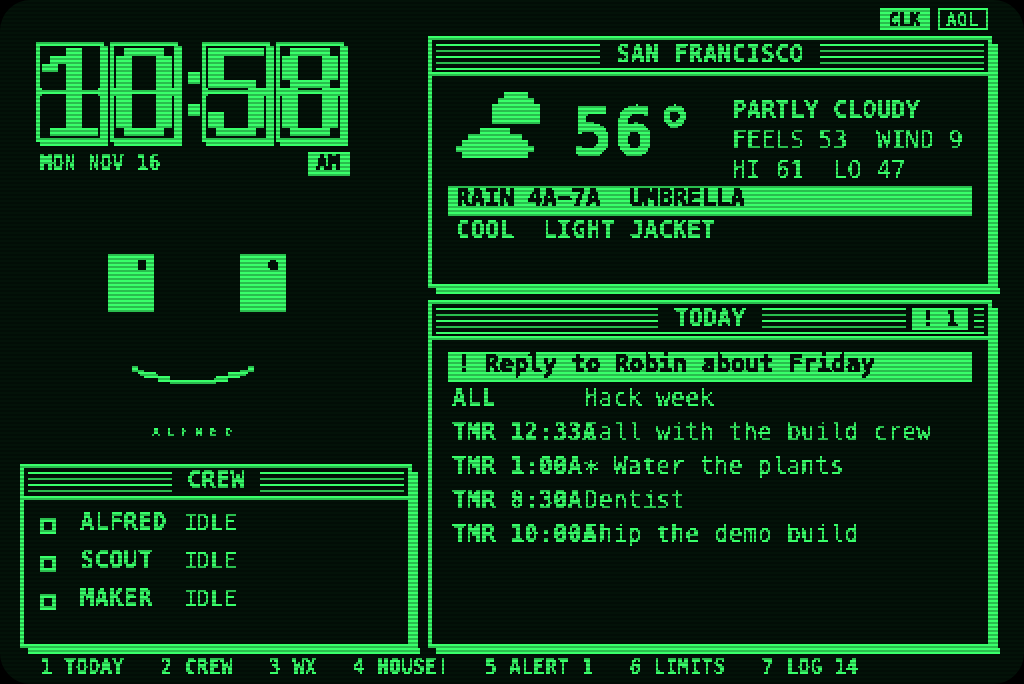 CLK AOL
10:58
MON NOV 16 AM
SAN FRANCISCO
56°
PARTLY CLOUDY
FEELS 53 WIND 9
HI 61 LO 47
RAIN 4A-7A UMBRELLA
COOL LIGHT JACKET
ALFRED
CREW
ALFRED IDLE
SCOUT IDLE
MAKER IDLE
TODAY ! 1
! Reply to Robin about Friday
ALL Hack week
TMR 12:33A all with the build crew
TMR 1:00A * Water the plants
TMR 8:30A Dentist
TMR 10:00A hip the demo build
1 TODAY 2 CREW 3 WX 4 HOUSE! 5 ALERT 1 6 LIMITS 7 LOG 14